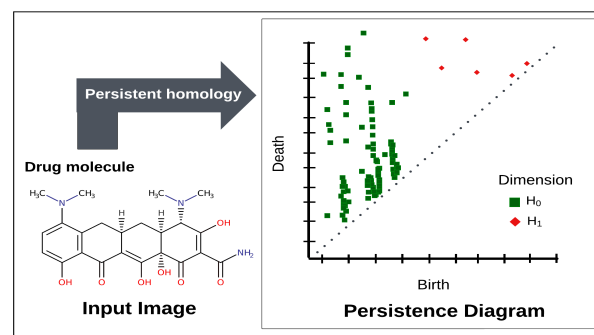 Persistent homology
Drug molecule
H₃C CH₃ H₃C CH₃
N N
H H
OH
NH₂
OH
OH O OH O O
Input Image
Death
Birth
Dimension
H₀
H₁
Persistence Diagram